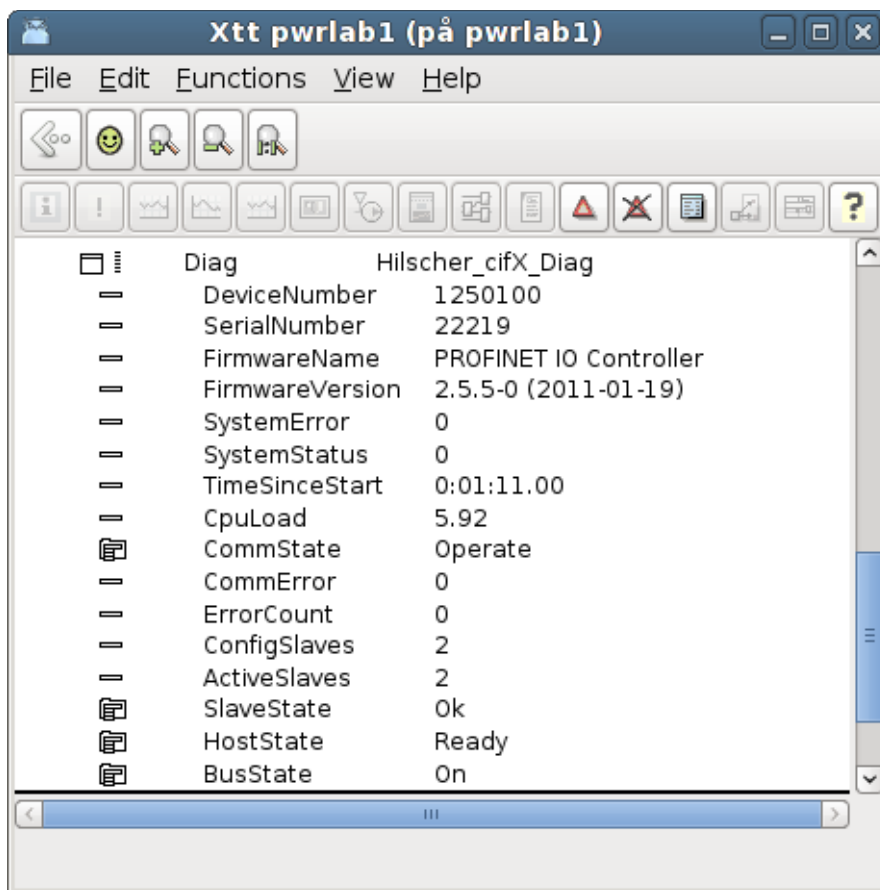 Xtt pwrlab1 (på pwrlab1)
File Edit Functions View Help
Diag Hilscher_cifX_Diag
DeviceNumber 1250100
SerialNumber 22219
FirmwareName PROFINET IO Controller
FirmwareVersion 2.5.5-0 (2011-01-19)
SystemError 0
SystemStatus 0
TimeSinceStart 0:01:11.00
CpuLoad 5.92
CommState Operate
CommError 0
ErrorCount 0
ConfigSlaves 2
ActiveSlaves 2
SlaveState Ok
HostState Ready
BusState On